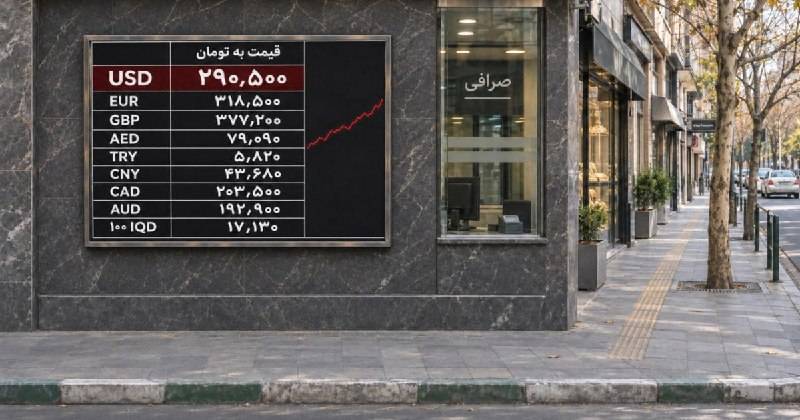 قیمت به تومان
USD ۲۹۰,۵۰۰
EUR ۳۱۸,۵۰۰
GBP ۳۷۷,۲۰۰
AED ۷۹,۰۹۰
TRY ۵,۸۲۰
CNY ۴۳,۶۸۰
CAD ۲۰۳,۵۰۰
AUD ۱۹۲,۹۰۰
۱۰۰ IQD ۱۷,۱۳۰
صرافی